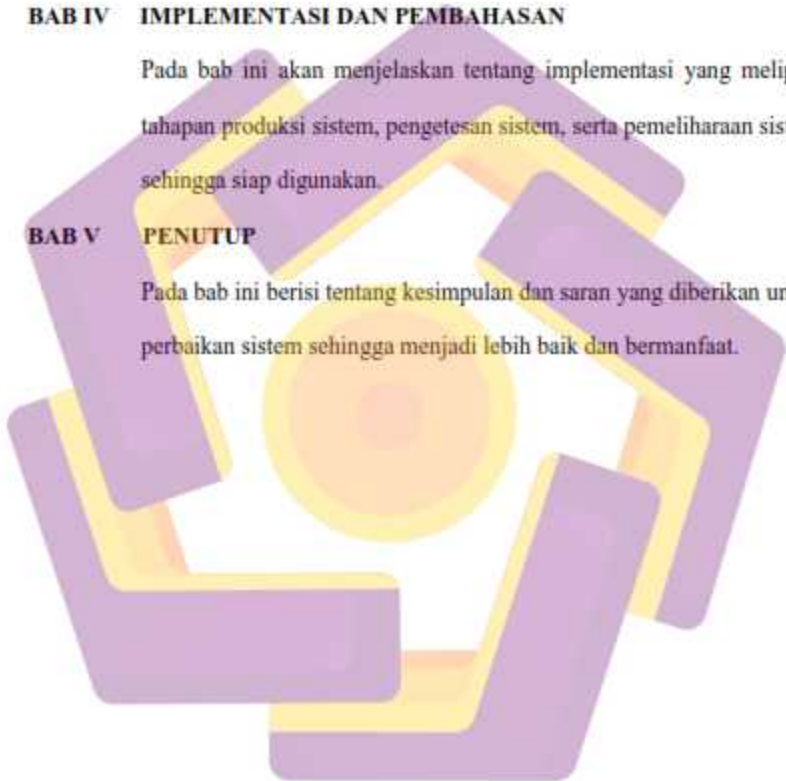 BAB IV IMPLEMENTASI DAN PEMBAHASAN
Pada bab ini akan menjelaskan tentang implementasi yang
tahapan produksi sistem, pengetesan sistem, serta pemeliharaan
sehingga siap digunakan.
BAB V PENUTUP
Pada bab ini berisi tentang kesimpulan dan saran yang diberikan
perbaikan sistem sehingga menjadi lebih baik dan bermanfaat.